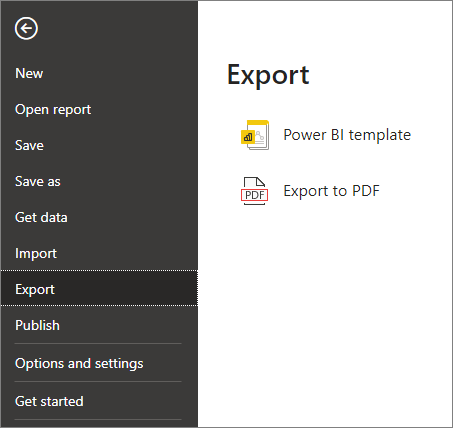 New
Open report
Save
Save as
Get data
Import
Export
Publish
Options and settings
Get started
Export
Power BI template
PDF
Export to PDF